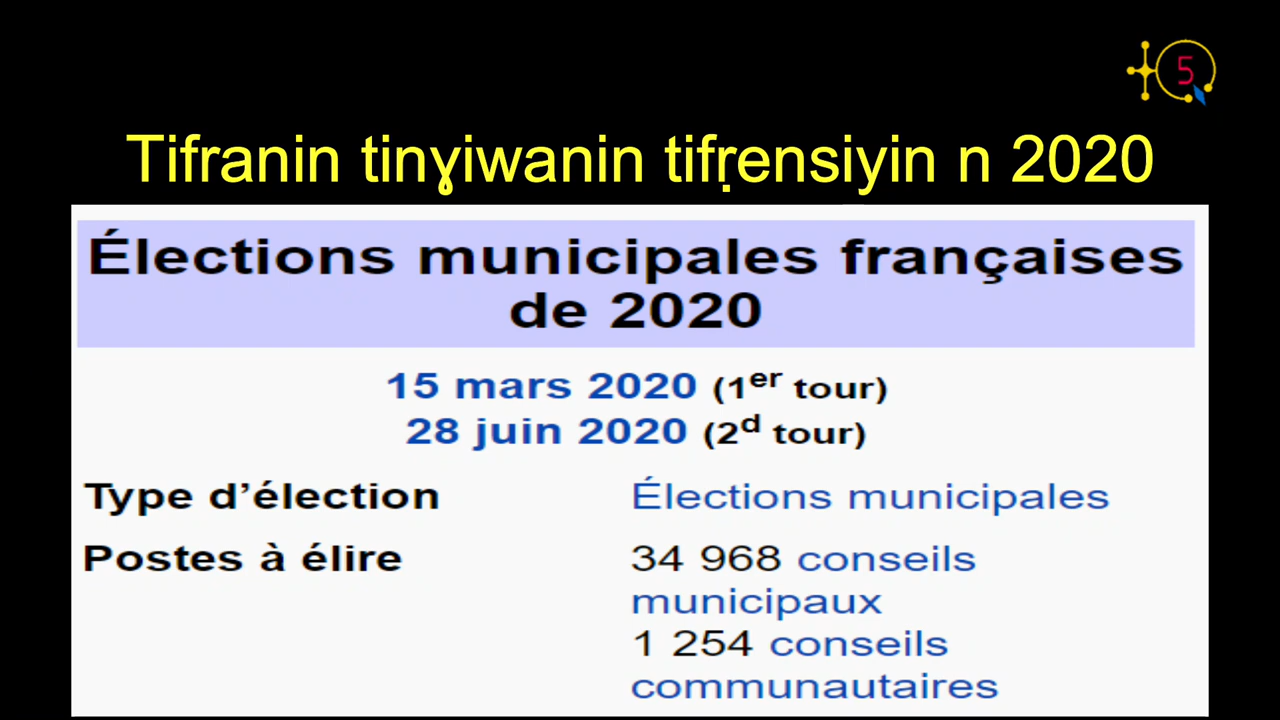 5
Tifranin tinɣiwanin tifṛensiyin n 2020
Élections municipales françaises
de 2020
15 mars 2020 (1er tour)
28 juin 2020 (2d tour)
Type d’élection Élections municipales
Postes à élire 34 968 conseils
municipaux
1 254 conseils
communautaires